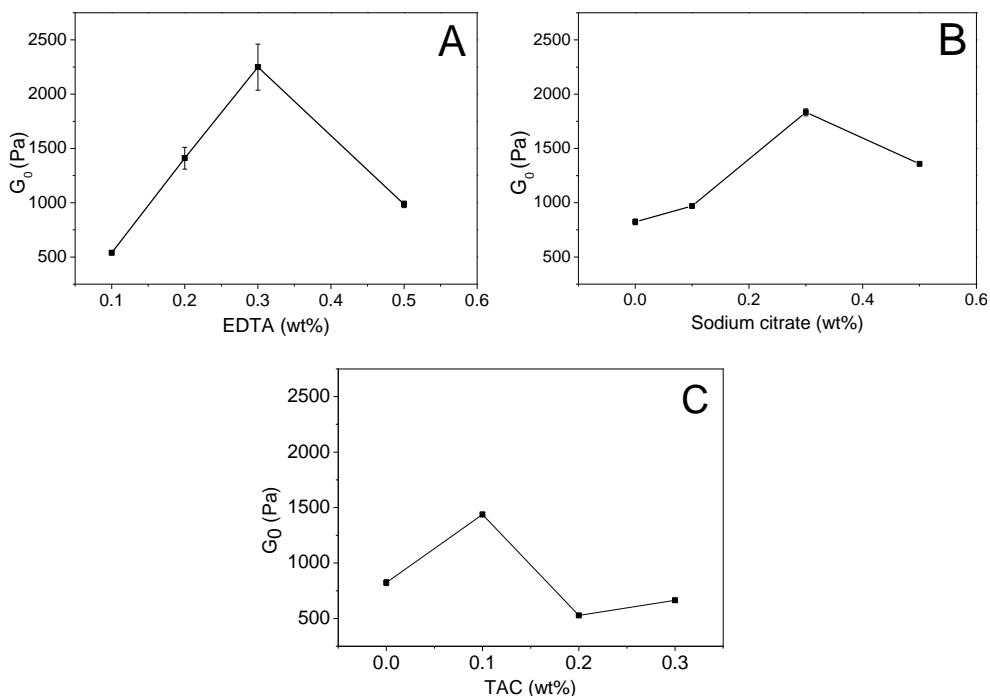 A
2500
2000
1500
1000
500
G₀ (Pa)
0.1 0.2 0.3 0.4 0.5 0.6
EDTA (wt%)
B
2500
2000
1500
1000
500
G₀ (Pa)
0.0 0.2 0.4 0.6
Sodium citrate (wt%)
C
2500
2000
1500
1000
500
G0 (Pa)
0.0 0.1 0.2 0.3
TAC (wt%)